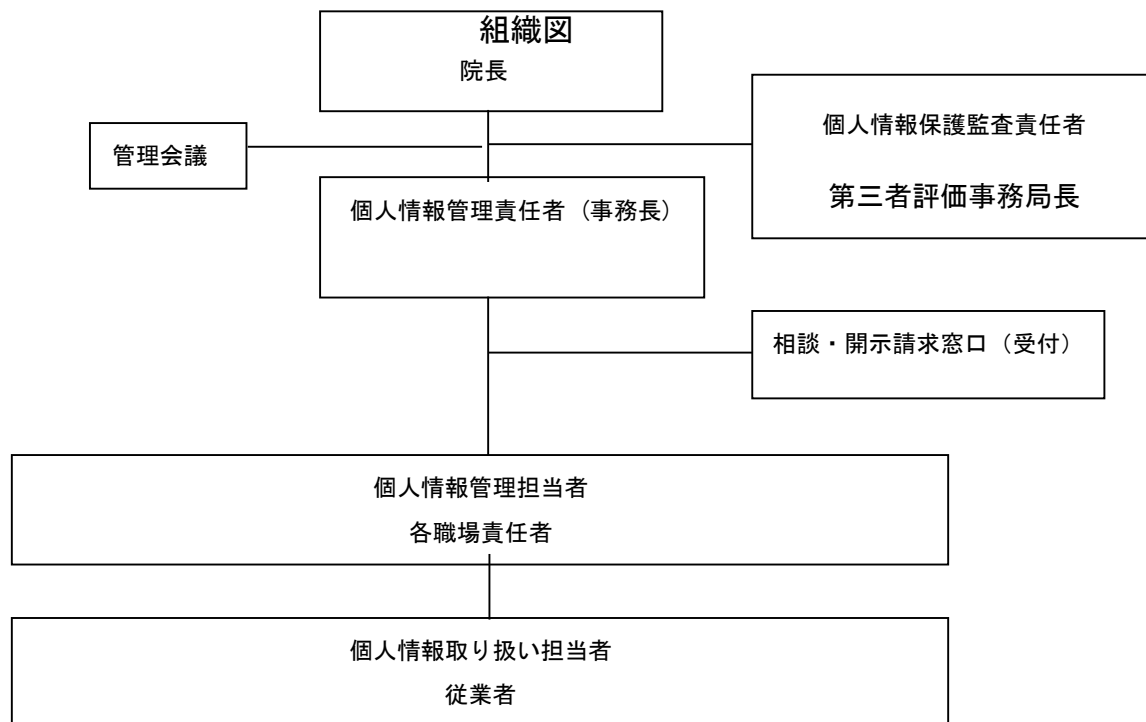 組織図
院長
個人情報保護監査責任者
第三者評価事務局長
管理会議
個人情報管理責任者（事務長）
相談・開示請求窓口（受付）
個人情報管理担当者
各職場責任者
個人情報取り扱い担当者
従業者